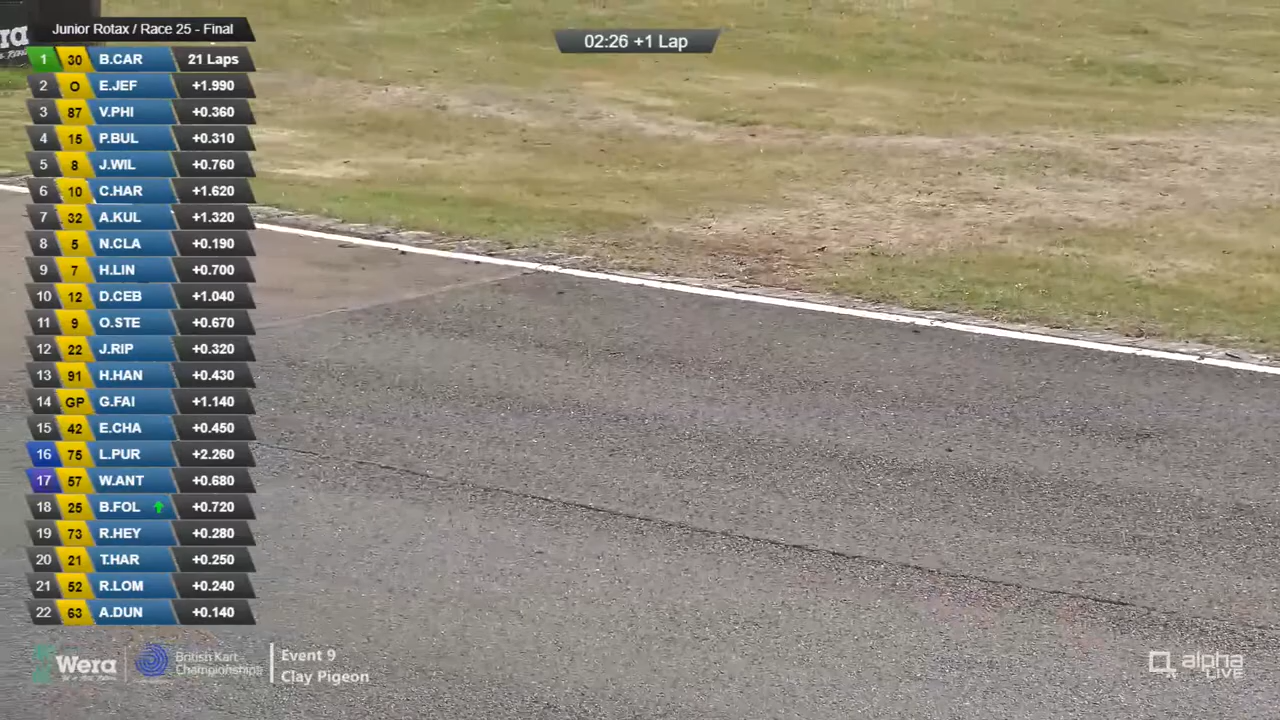 Junior Rotax / Race 25 - Final
02:26 +1 Lap
1 30 B.CAR 21 Laps
2 O E.JEF +1.990
3 87 V.PHI +0.360
4 15 P.BUL +0.310
5 8 J.WIL +0.760
6 10 C.HAR +1.620
7 32 A.KUL +1.320
8 5 N.CLA +0.190
9 7 H.LIN +0.700
10 12 D.CEB +1.040
11 9 O.STE +0.670
12 22 J.RIP +0.320
13 91 H.HAN +0.430
14 GP G.FAI +1.140
15 42 E.CHA +0.450
16 75 L.PUR +2.260
17 57 W.ANT +0.680
18 25 B.FOL +0.720
19 73 R.HEY +0.280
20 21 T.HAR +0.250
21 52 R.LOM +0.240
22 63 A.DUN +0.140
Wera
British Kart
Championships
Event 9
Clay Pigeon
alpha
LIVE